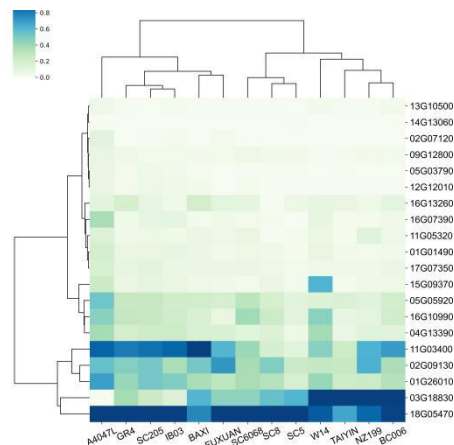 0.8
0.6
0.4
0.2
0.0
13G10500
14G13060
02G07120
09G12800
05G03790
12G12010
16G13260
16G07390
11G05320
01G01490
17G07350
15G09370
05G05920
16G10990
04G13390
11G03400
02G09130
01G26010
03G18830
18G05470
A4047L GR4 SC205 IB03 BAXI FUXUAN SC6068 SC8 SC5 W14 TAIYIN NZ199 BC006